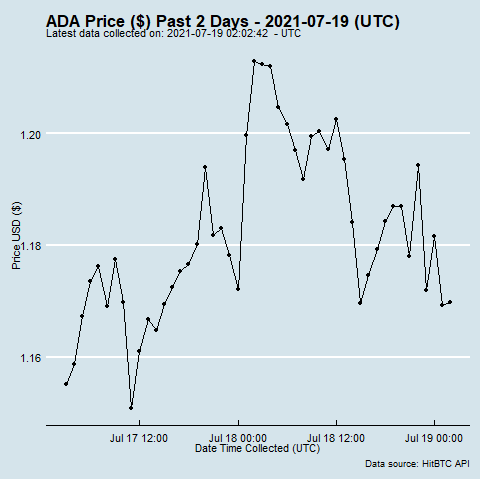 ADA Price ($) Past 2 Days - 2021-07-19 (UTC)
Latest data collected on: 2021-07-19 02:02:42  - UTC
1.20
1.18
1.16
Price USD ($)
Jul 17 12:00 Jul 18 00:00 Jul 18 12:00 Jul 19 00:00
Date Time Collected (UTC)
Data source: HitBTC API